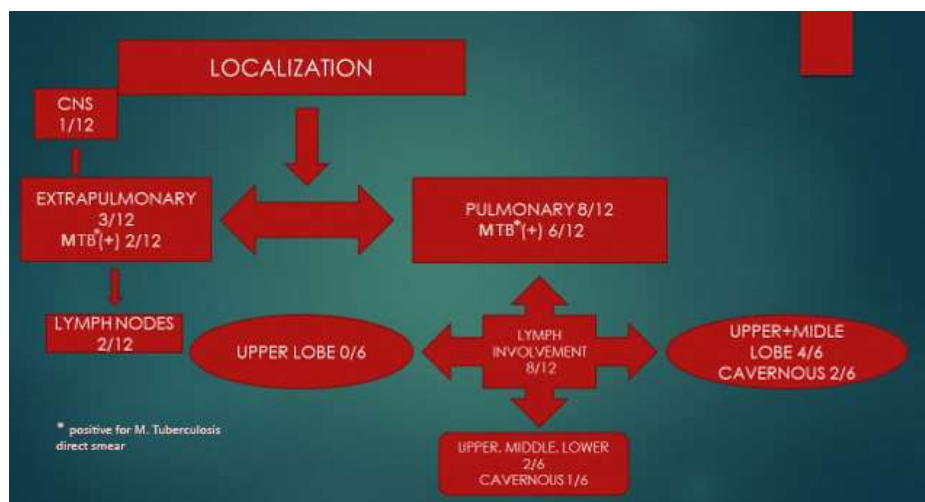 LOCALIZATION
CNS
1/12
EXTRAPULMONARY
3/12
MTB*(+) 2/12
PULMONARY 8/12
MTB*(+) 6/12
LYMPH NODES
2/12
UPPER LOBE 0/6
LYMPH
INVOLVEMENT
8/12
UPPER+MIDLE
LOBE 4/6
CAVERNOUS 2/6
* positive for M. Tuberculosis
direct smear
UPPER, MIDDLE, LOWER
2/6
CAVERNOUS 1/6